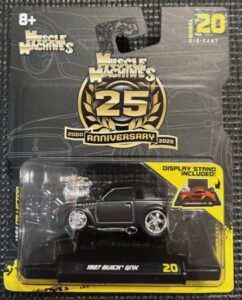 8+
MUSCLE
MACHINES
MODEL
20
DIE-CAST
MUSCLE
MACHINES
25
2000
ANNIVERSARY
2025
DISPLAY STAND
INCLUDED!
1987 BUICK® GNX
20